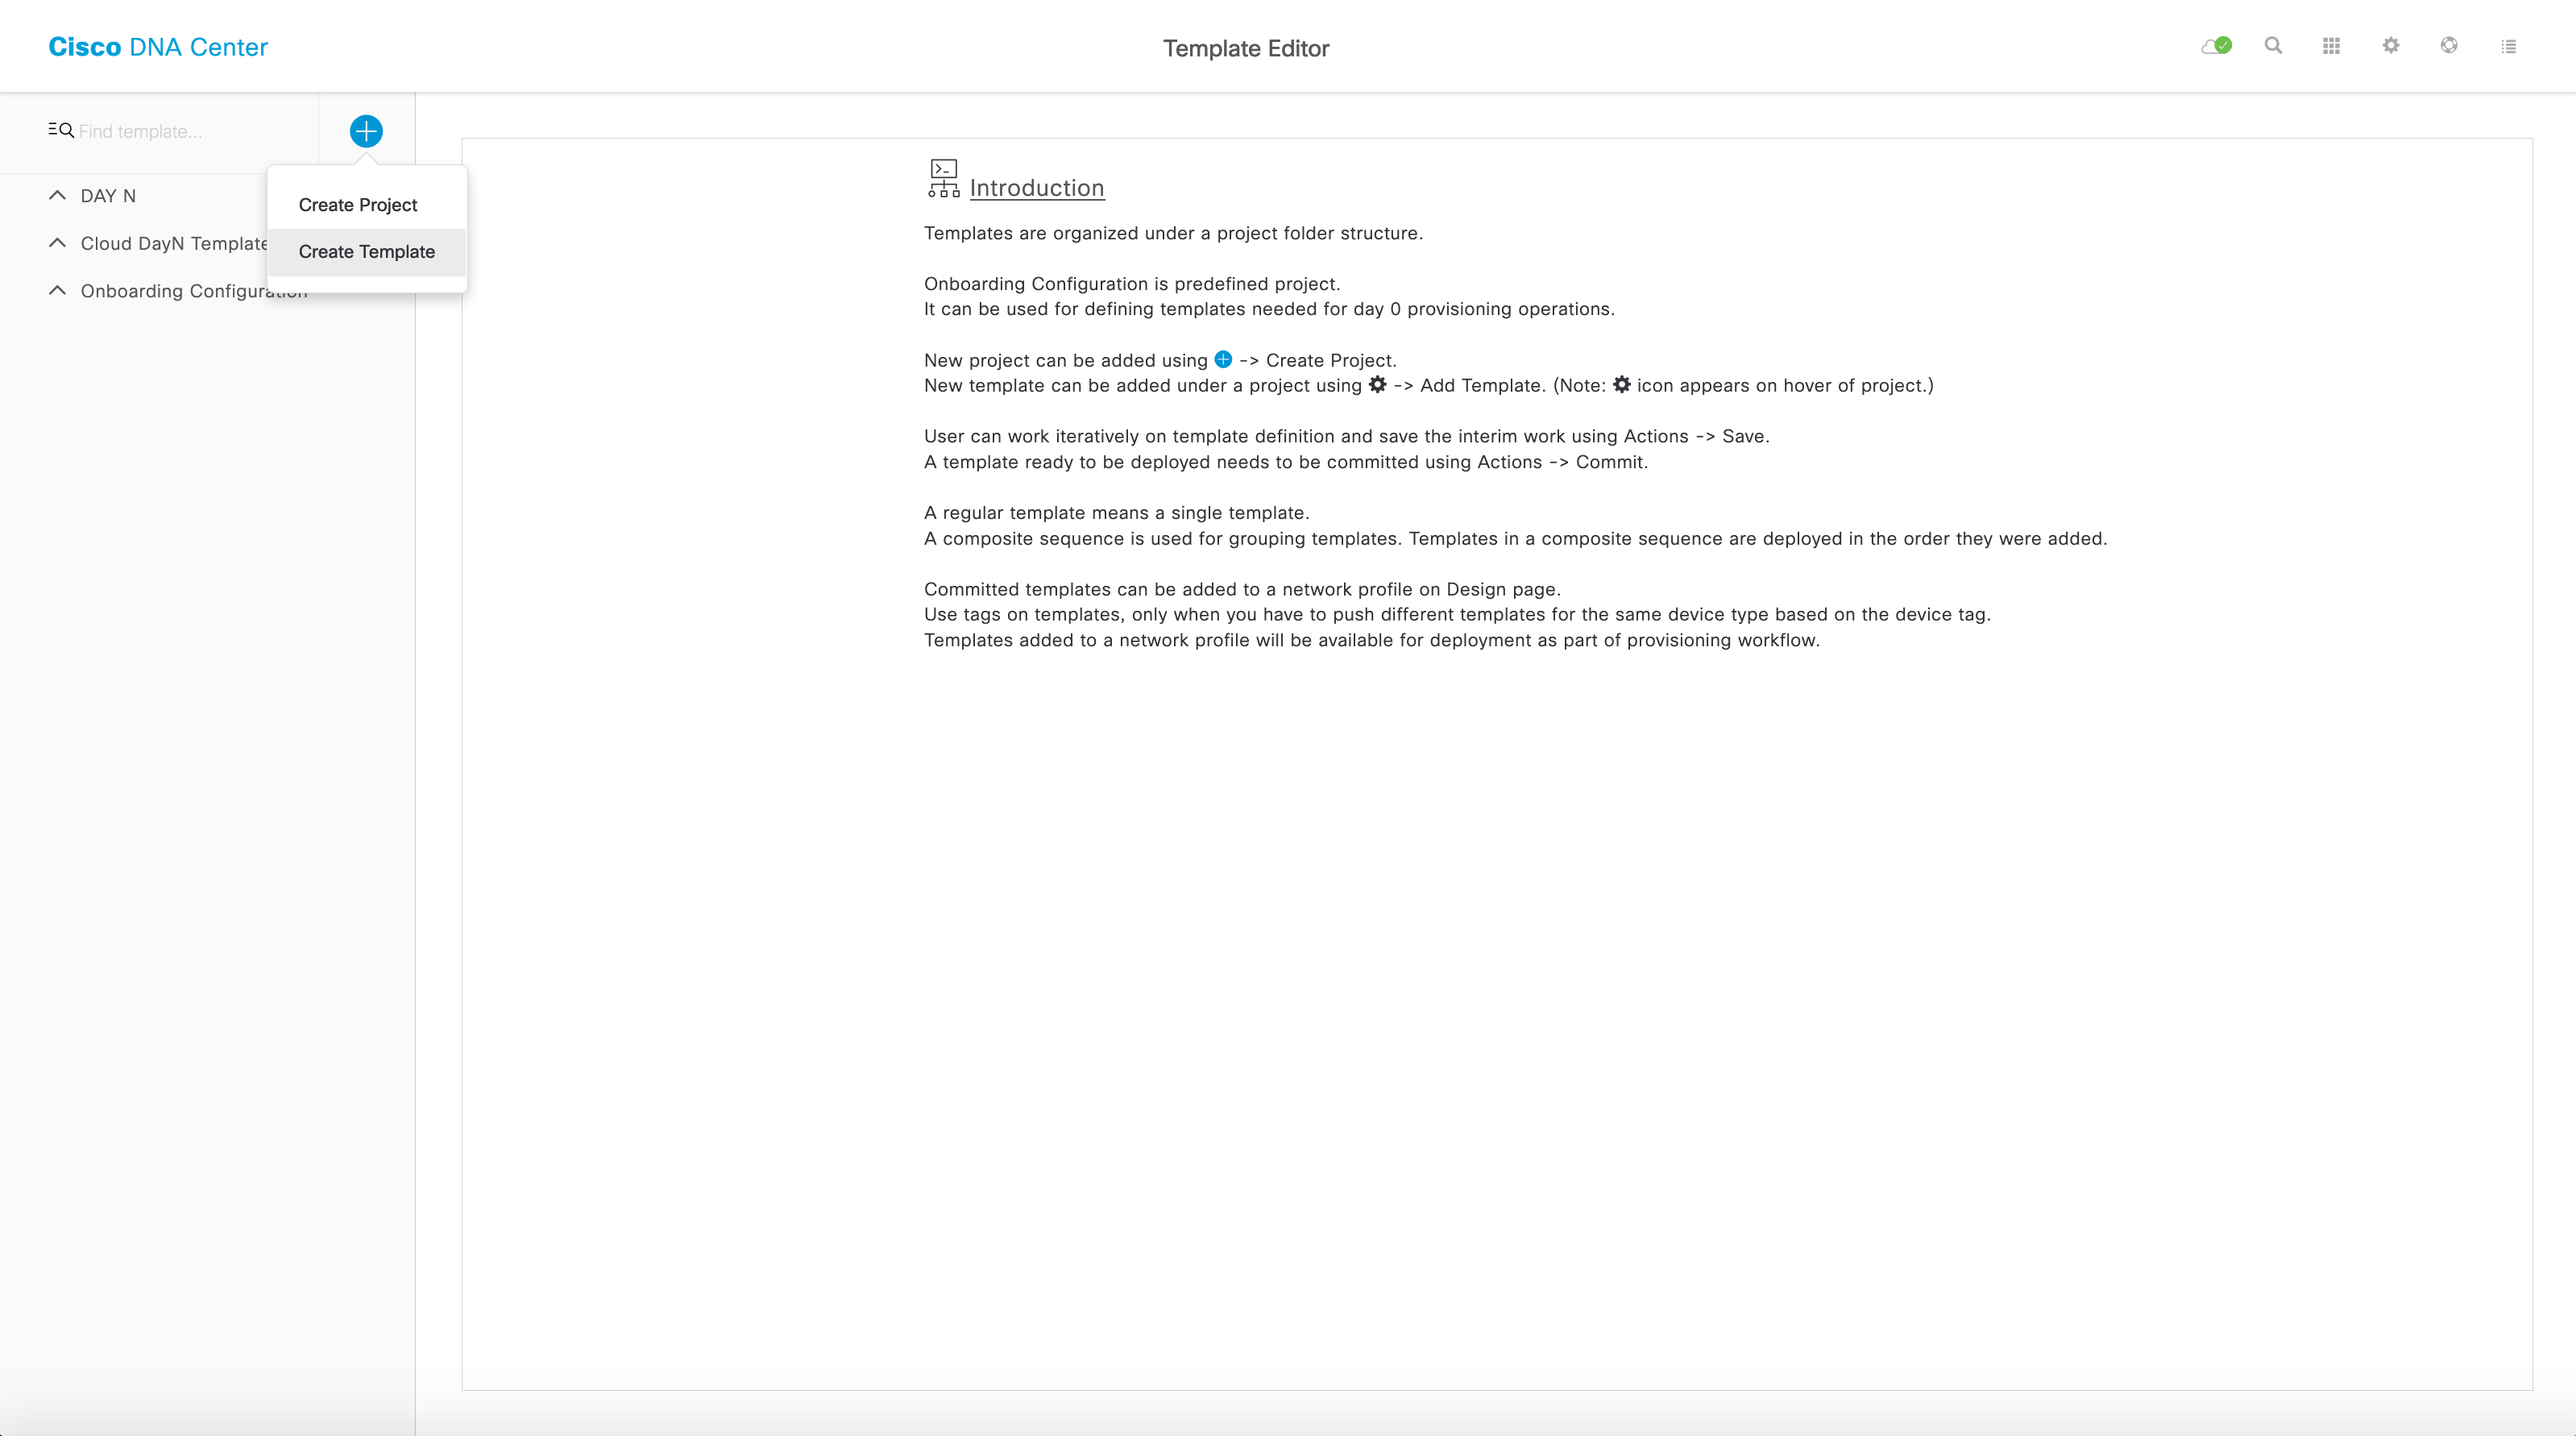 Cisco DNA Center
Template Editor
Find template...
Create Project
Create Template
DAY N
Cloud DayN Template
Onboarding Configuration
Introduction
Templates are organized under a project folder structure.
Onboarding Configuration is predefined project.
It can be used for defining templates needed for day 0 provisioning operations.
New project can be added using -> Create Project.
New template can be added under a project using -> Add Template. (Note: icon appears on hover of project.)
User can work iteratively on template definition and save the interim work using Actions -> Save.
A template ready to be deployed needs to be committed using Actions -> Commit.
A regular template means a single template.
A composite sequence is used for grouping templates. Templates in a composite sequence are deployed in the order they were added.
Committed templates can be added to a network profile on Design page.
Use tags on templates, only when you have to push different templates for the same device type based on the device tag.
Templates added to a network profile will be available for deployment as part of provisioning workflow.